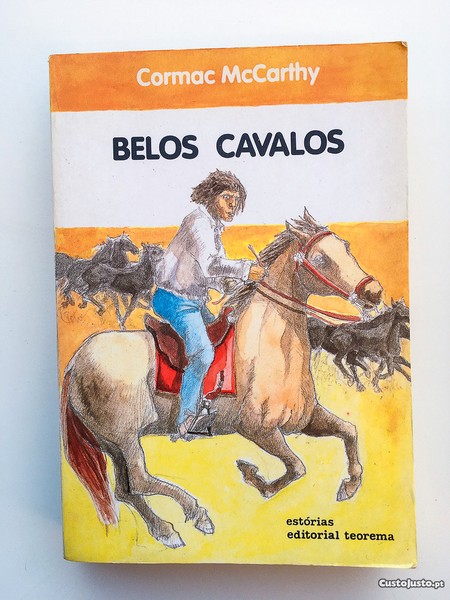 Cormac McCarthy
BELOS CAVALOS
estórias
editorial teorema
CustoJusto.pt